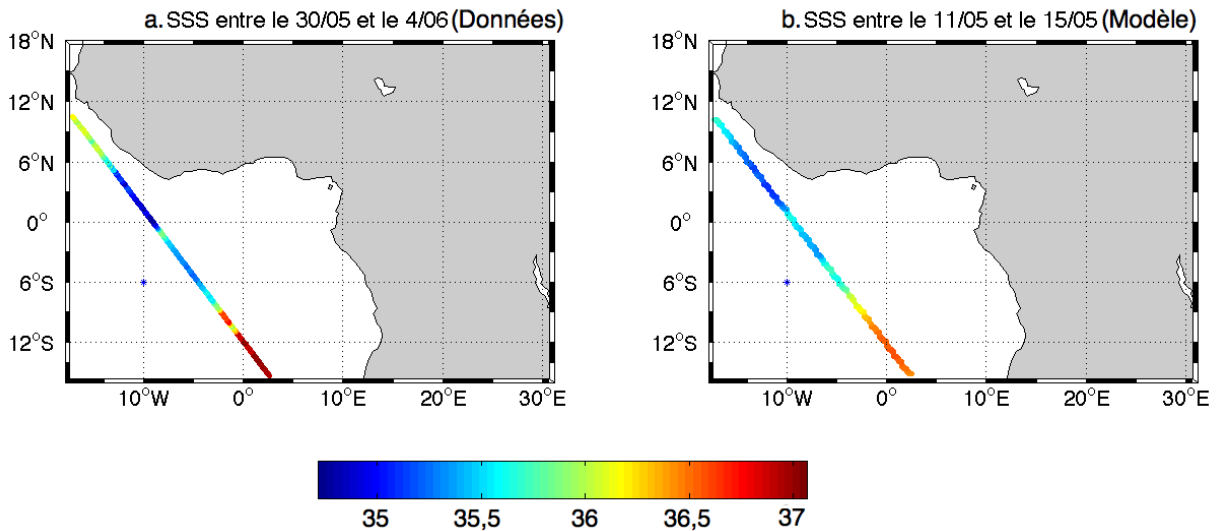 a. SSS entre le 30/05 et le 4/06 (Données)
b. SSS entre le 11/05 et le 15/05 (Modèle)
18°N
12°N
6°N
0°
6°S
12°S
10°W 0° 10°E 20°E 30°E
18°N
12°N
6°N
0°
6°S
12°S
10°W 0° 10°E 20°E 30°E
35 35,5 36 36,5 37